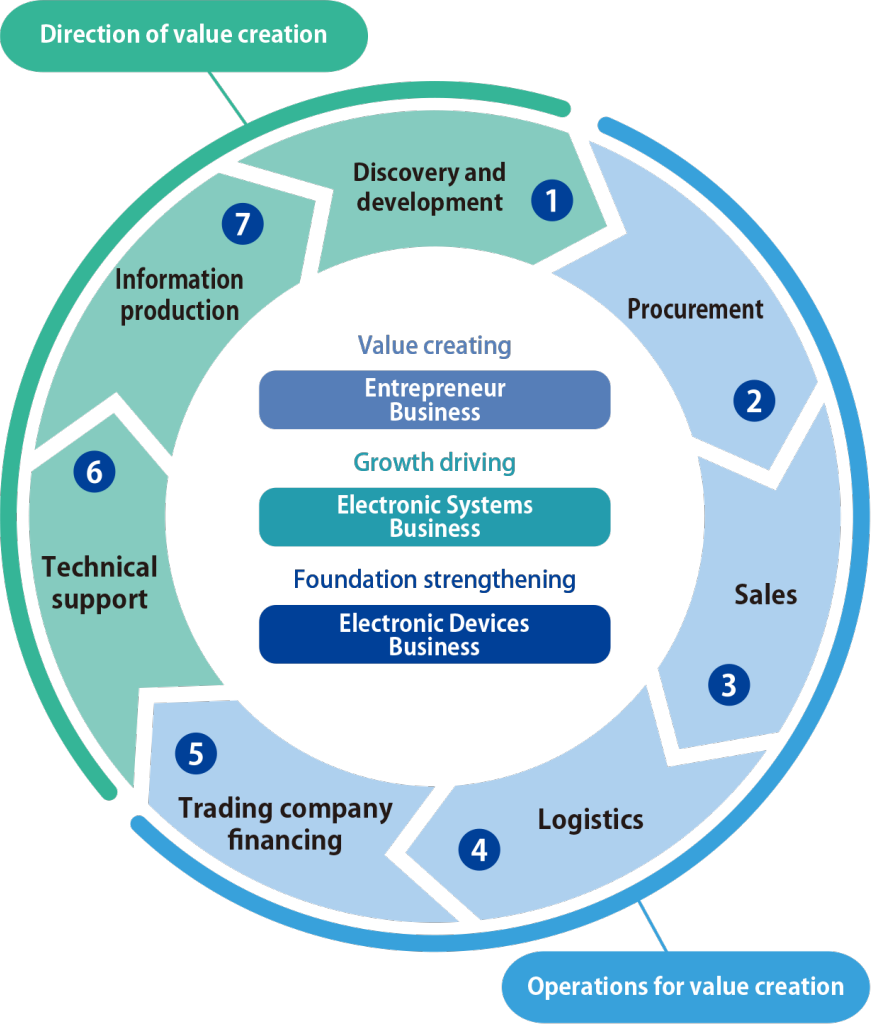 Direction of value creation
Discovery and
development
1
Procurement
2
Sales
3
Logistics
4
5
Trading company
financing
6
Technical
support
7
Information
production
Value creating
Entrepreneur
Business
Growth driving
Electronic Systems
Business
Foundation strengthening
Electronic Devices
Business
Operations for value creation